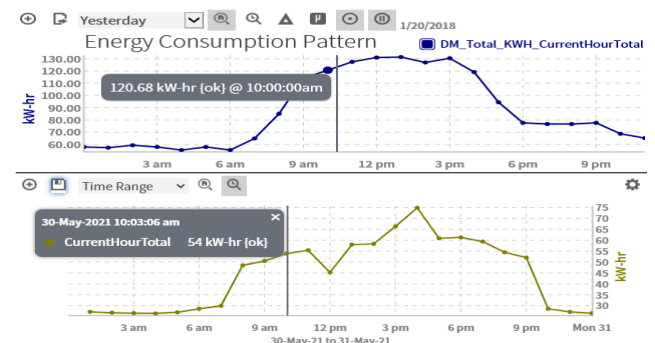 Yesterday
µ
1/20/2018
Energy Consumption Pattern
DM_Total_KWH_CurrentHourTotal
130.00
120.00
110.00
100.00
90.00
80.00
70.00
60.00
kW-hr
120.68 kW-hr {ok} @ 10:00:00am
3 am 6 am 9 am 12 pm 3 pm 6 pm 9 pm
Time Range
30-May-2021 10:03:06 am ×
CurrentHourTotal 54 kW-hr {ok}
75
70
65
60
55
50
45
40
35
30
kW-hr
3 am 6 am 9 am 12 pm 3 pm 6 pm 9 pm Mon 31
30-May-21 to 31-May-21